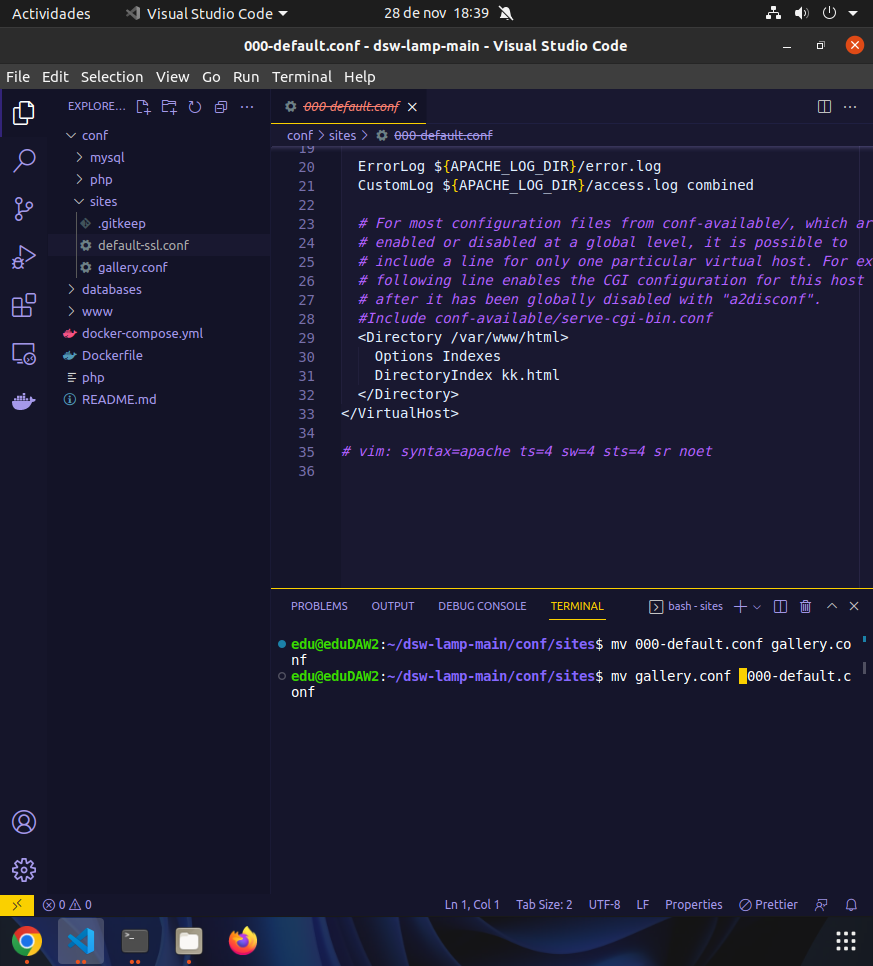 Actividades
Visual Studio Code
28 de nov 18:39
000-default.conf - dsw-lamp-main - Visual Studio Code
File Edit Selection View Go Run Terminal Help
EXPLORE...
conf
mysql
php
sites
.gitkeep
default-ssl.conf
gallery.conf
databases
www
docker-compose.yml
Dockerfile
php
README.md
000-default.conf
conf > sites > 000-default.conf
19
20 ErrorLog ${APACHE_LOG_DIR}/error.log
21 CustomLog ${APACHE_LOG_DIR}/access.log combined
22
23 # For most configuration files from conf-available/, which ar
24 # enabled or disabled at a global level, it is possible to
25 # include a line for only one particular virtual host. For ex
26 # following line enables the CGI configuration for this host
27 # after it has been globally disabled with "a2disconf".
28 #Include conf-available/serve-cgi-bin.conf
29 <Directory /var/www/html>
30 Options Indexes
31 DirectoryIndex kk.html
32 </Directory>
33 </VirtualHost>
34
35 # vim: syntax=apache ts=4 sw=4 sts=4 sr noet
36
PROBLEMS OUTPUT DEBUG CONSOLE TERMINAL bash - sites
edu@eduDAW2:~/dsw-lamp-main/conf/sites$ mv 000-default.conf gallery.co
nf
edu@eduDAW2:~/dsw-lamp-main/conf/sites$ mv gallery.conf 000-default.c
onf
0 0 Ln 1, Col 1 Tab Size: 2 UTF-8 LF Properties Prettier